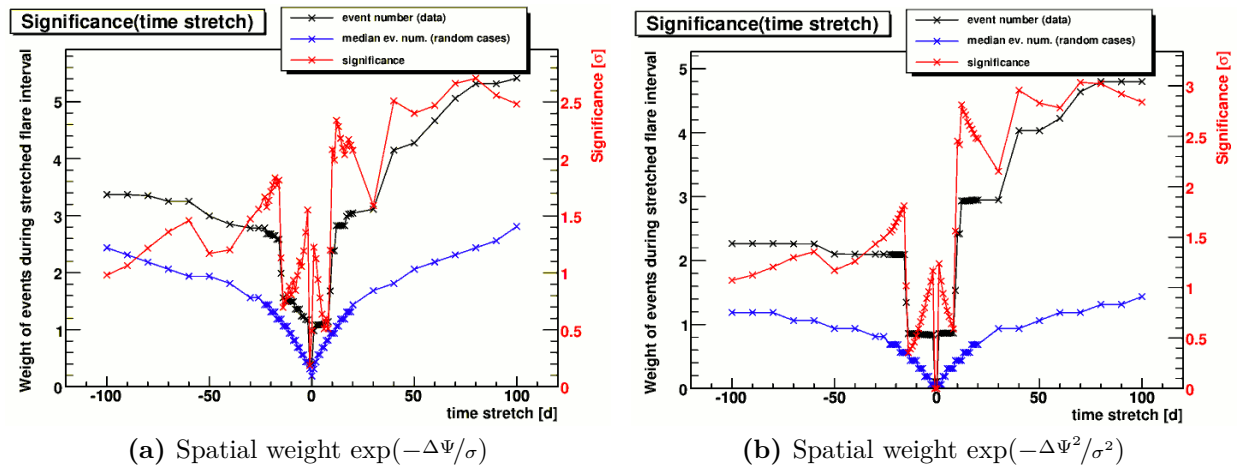 Significance(time stretch)
event number (data)
median ev. num. (random cases)
significance
Weight of events during stretched flare interval
5
4
3
2
1
0
2.5
2
1.5
1
0.5
0
Significance [σ]
-100
-50
0
50
100
time stretch [d]
(a) Spatial weight exp(−ΔΨ/σ)
Significance(time stretch)
event number (data)
median ev. num. (random cases)
significance
Weight of events during stretched flare interval
5
4
3
2
1
0
3
2.5
2
1.5
1
0.5
0
Significance [σ]
-100
-50
0
50
100
time stretch [d]
(b) Spatial weight exp(−ΔΨ²/σ²)